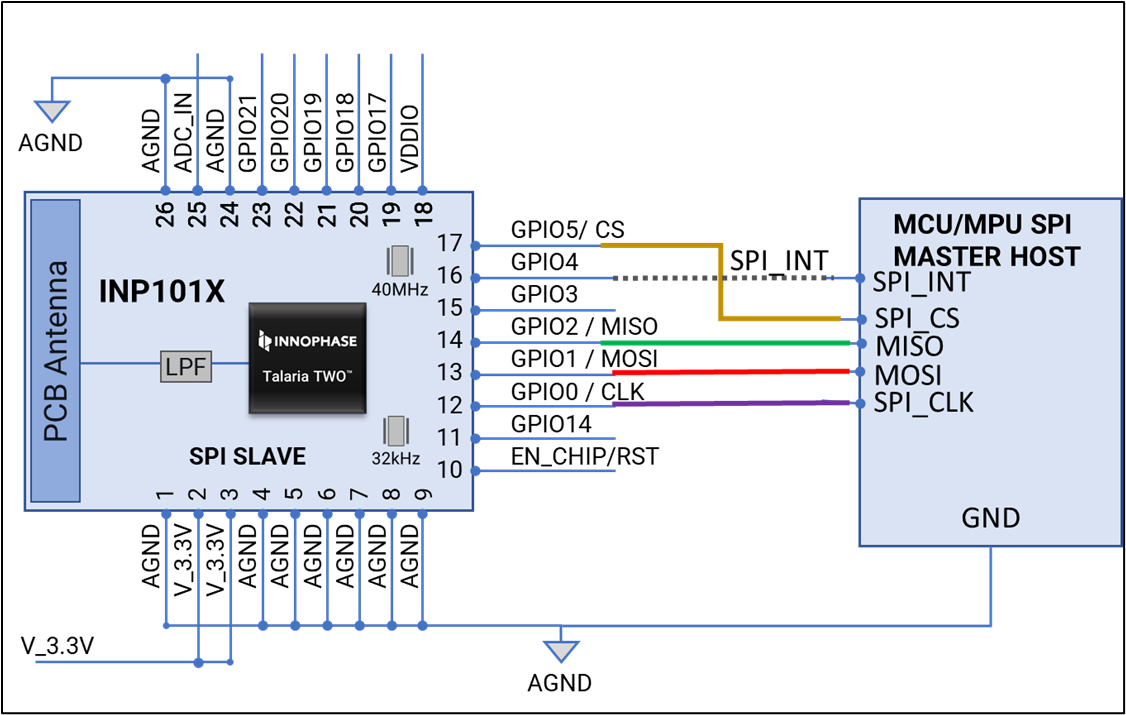 AGND
AGND
ADC_IN
AGND
GPIO21
GPIO20
GPIO19
GPIO18
GPIO17
VDDIO
26
25
24
23
22
21
20
19
18
PCB Antenna
INP101X
LPF
INNOPHASE
Talaria TWO™
40MHz
32kHz
SPI SLAVE
17
16
15
14
13
12
11
10
GPIO5/ CS
GPIO4
GPIO3
GPIO2 / MISO
GPIO1 / MOSI
GPIO0 / CLK
GPIO14
EN_CHIP/RST
SPI_INT
MCU/MPU SPI
MASTER HOST
SPI_INT
SPI_CS
MISO
MOSI
SPI_CLK
GND
1
2
3
4
5
6
7
8
9
AGND
V_3.3V
V_3.3V
AGND
AGND
AGND
AGND
AGND
AGND
V_3.3V
AGND